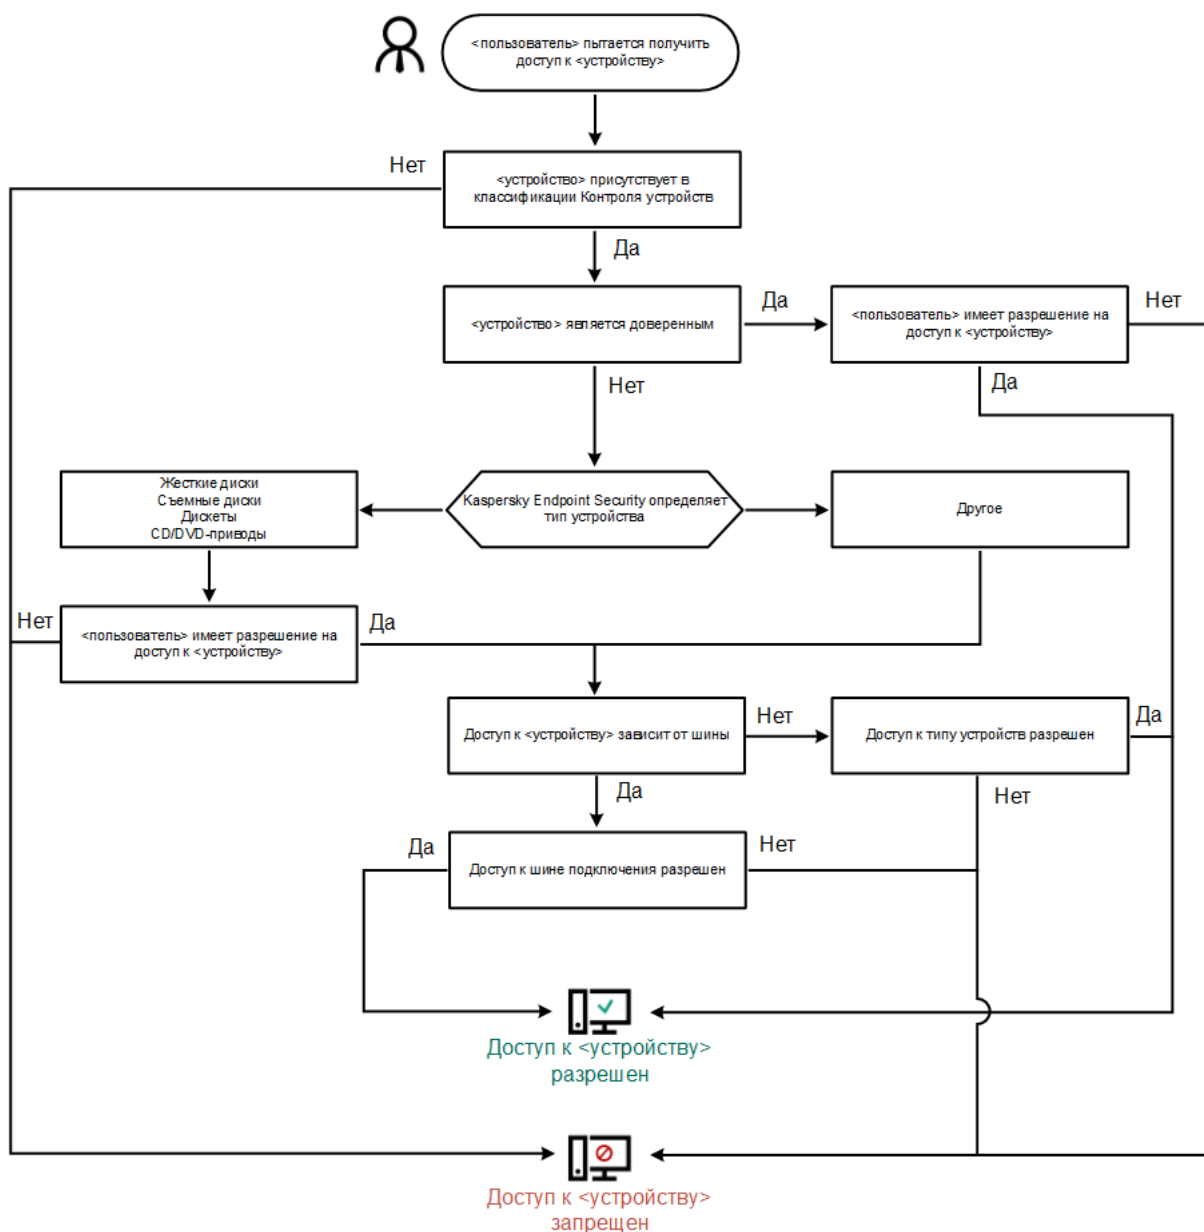 <пользователь> пытается получить
доступ к <устройству>
Нет
<устройство> присутствует в
классификации Контроля устройств
Да
<устройство> является доверенным
Да
<пользователь> имеет разрешение на
доступ к <устройству>
Нет
Нет
Да
Жесткие диски
Съемные диски
Дискеты
CD/DVD-приводы
Kaspersky Endpoint Security определяет
тип устройства
Другое
Нет
<пользователь> имеет разрешение на
доступ к <устройству>
Да
Доступ к <устройству> зависит от шины
Нет
Доступ к типу устройств разрешен
Да
Да
Нет
Да
Доступ к шине подключения разрешен
Нет
Доступ к <устройству>
разрешен
Доступ к <устройству>
запрещен